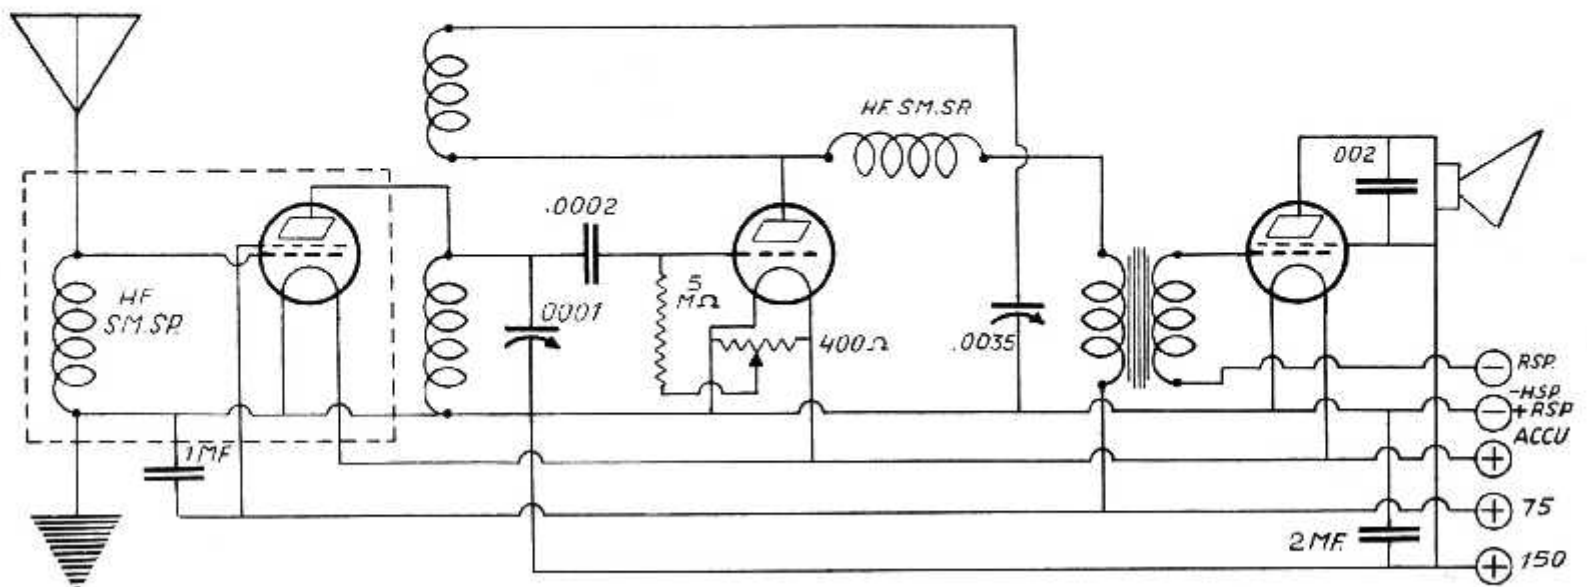 HF. SM.SP.
002
.0002
HF
SM.SP.
5
MΩ
.0001
400Ω
.0035
RSP.
-HSP
+RSP
ACCU
1MF
75
2MF.
150